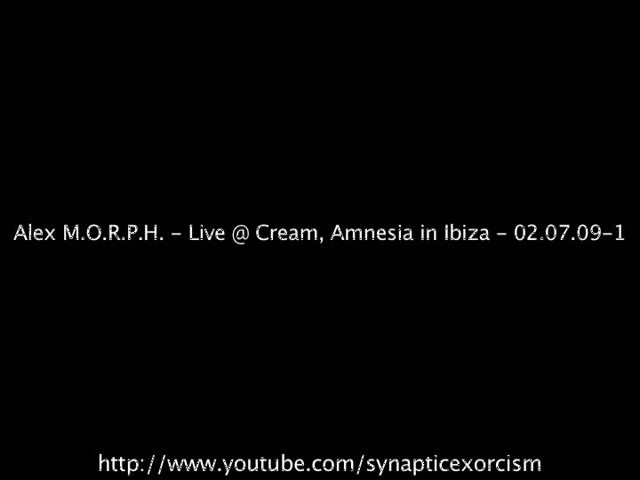 Alex M.O.R.P.H. - Live @ Cream, Amnesia in Ibiza - 02.07.09-1
http://www.youtube.com/synapticexorcism